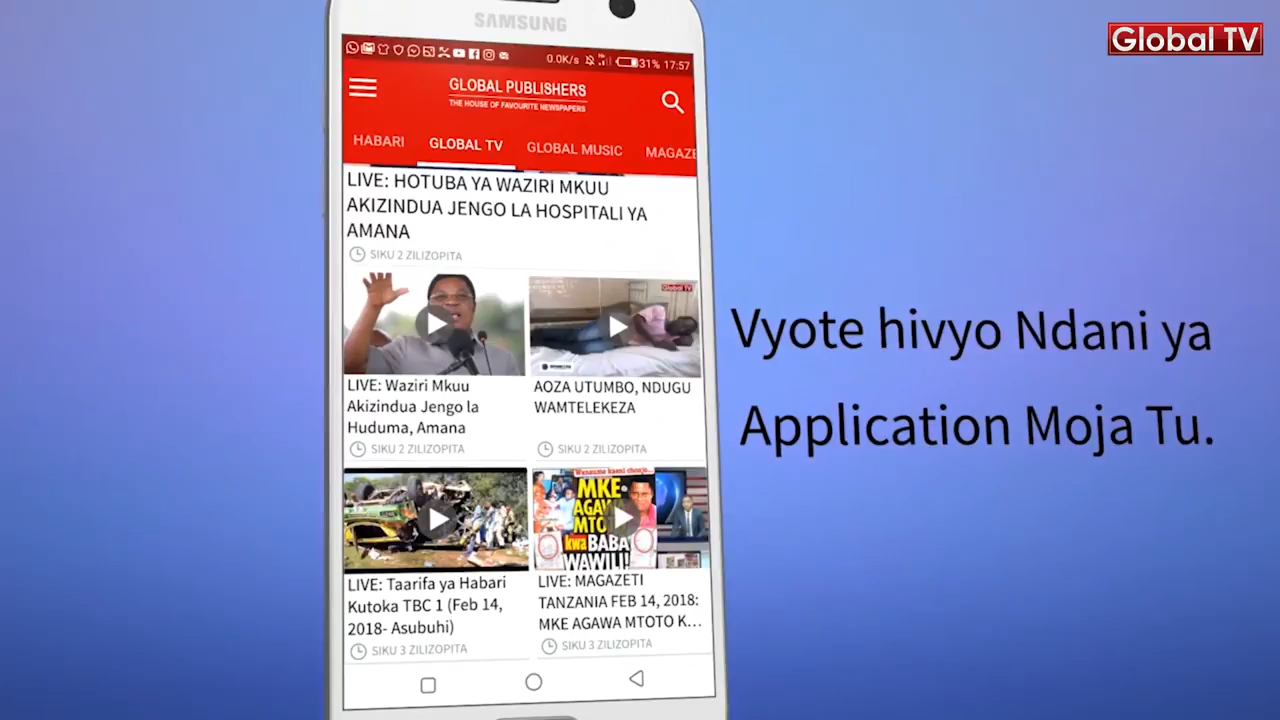 SAMSUNG
Global TV
0.0K/s 31% 17:57
GLOBAL PUBLISHERS
THE HOUSE OF FAVOURITE NEWSPAPERS
HABARI GLOBAL TV GLOBAL MUSIC MAGAZE
LIVE: HOTUBA YA WAZIRI MKUU
AKIZINDUA JENGO LA HOSPITALI YA
AMANA
SIKU 2 ZILIZOPITA
Global TV
LIVE: Waziri Mkuu
Akizindua Jengo la
Huduma, Amana
SIKU 2 ZILIZOPITA
AOZA UTUMBO, NDUGU
WAMTELEKEZA
SIKU 2 ZILIZOPITA
Vyote hivyo Ndani ya
Application Moja Tu.
LIVE: Taarifa ya Habari
Kutoka TBC 1 (Feb 14,
2018- Asubuhi)
SIKU 3 ZILIZOPITA
MKE
AGAW
MTO
kwa BABA
WAWILI!
LIVE: MAGAZETI
TANZANIA FEB 14, 2018:
MKE AGAWA MTOTO K...
SIKU 3 ZILIZOPITA